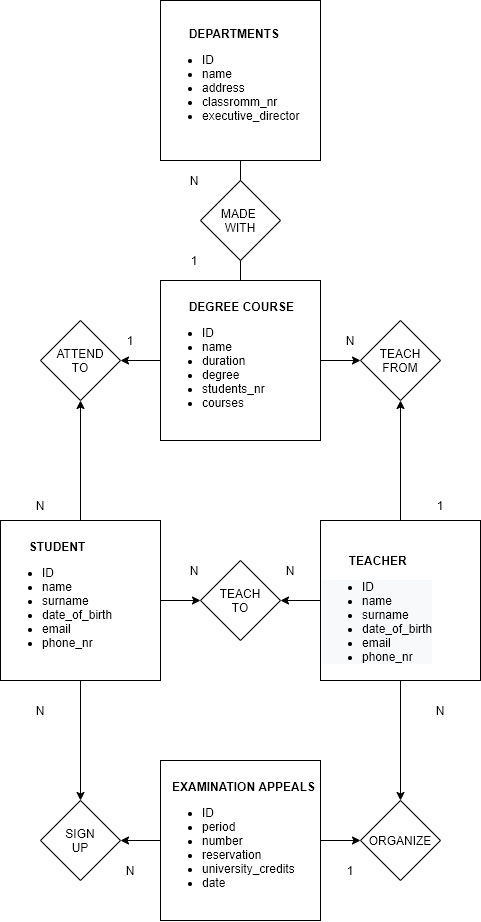 DEPARTMENTS
• ID
• name
• address
• classromm_nr
• executive_director
N
MADE
WITH
1
DEGREE COURSE
• ID
• name
• duration
• degree
• students_nr
• courses
1
ATTEND
TO
N
TEACH
FROM
N
1
STUDENT
• ID
• name
• surname
• date_of_birth
• email
• phone_nr
N
TEACH
TO
N
TEACHER
• ID
• name
• surname
• date_of_birth
• email
• phone_nr
N
N
EXAMINATION APPEALS
• ID
• period
• number
• reservation
• university_credits
• date
SIGN
UP
N
ORGANIZE
1